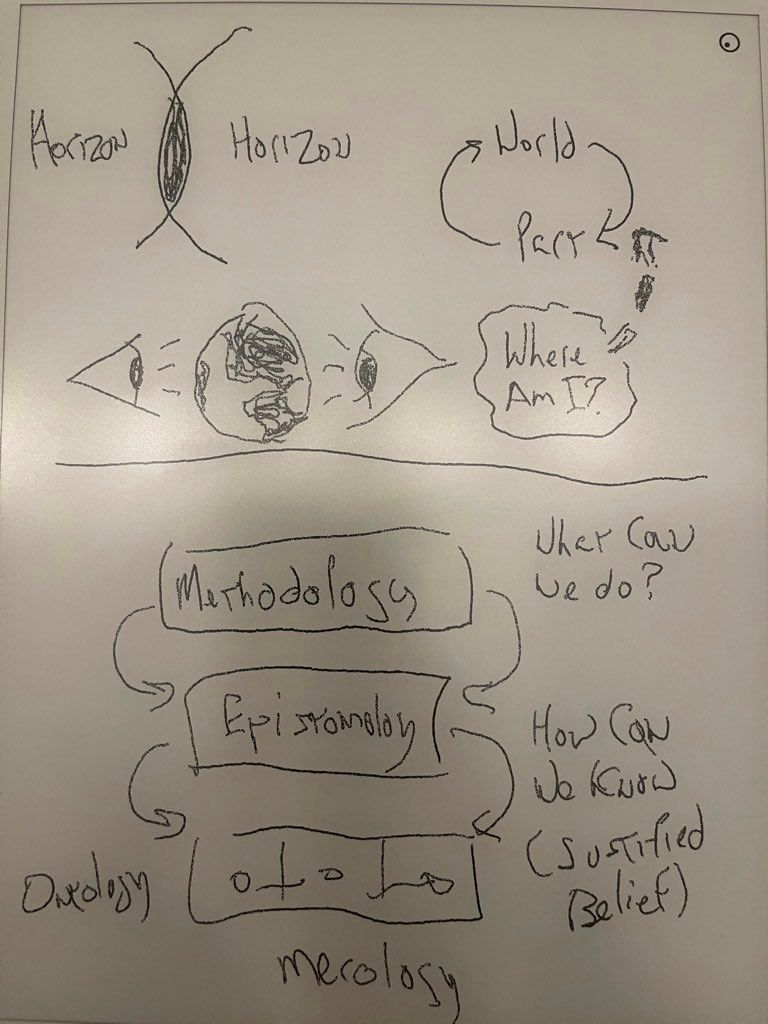 Horizon
Horizon
World
Part
Where
Am I?
Methodology
What Can
we do?
Epistomology
How Can
We Know
(Justified
Belief)
Ontology
Merology